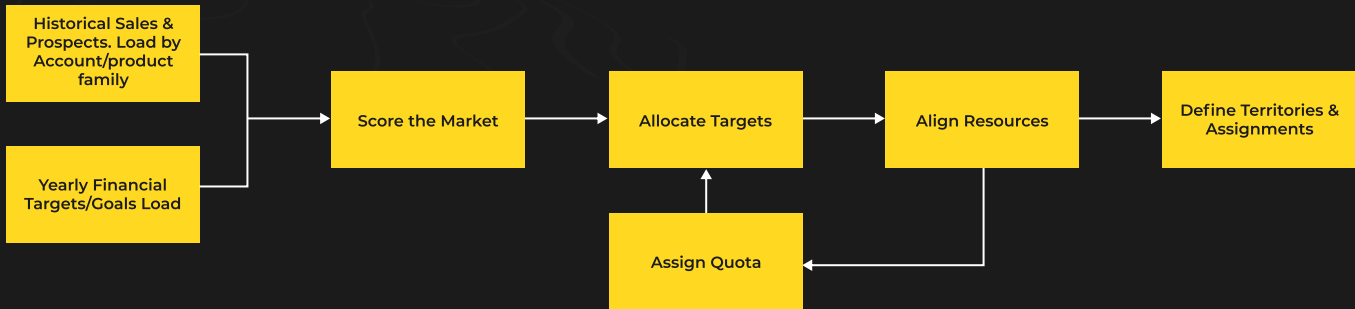 Historical Sales &
Prospects. Load by
Account/product
family
Yearly Financial
Targets/Goals Load
Score the Market
Allocate Targets
Align Resources
Define Territories &
Assignments
Assign Quota